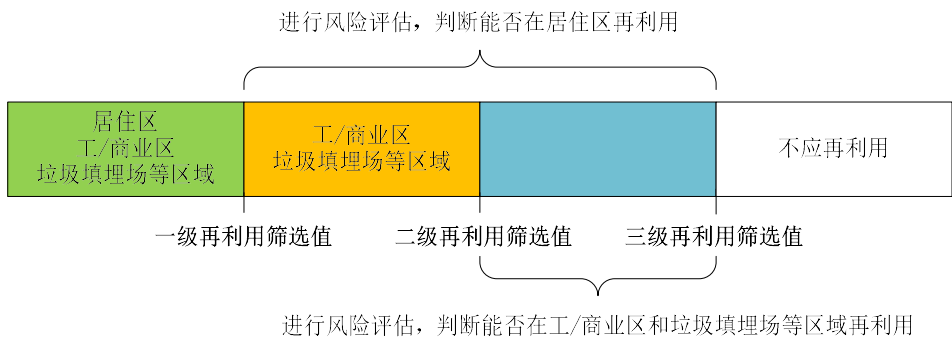 进行风险评估，判断能否在居住区再利用
居住区
工/商业区
垃圾填埋场等区域
工/商业区
垃圾填埋场等区域
不应再利用
一级再利用筛选值
二级再利用筛选值
三级再利用筛选值
进行风险评估，判断能否在工/商业区和垃圾填埋场等区域再利用